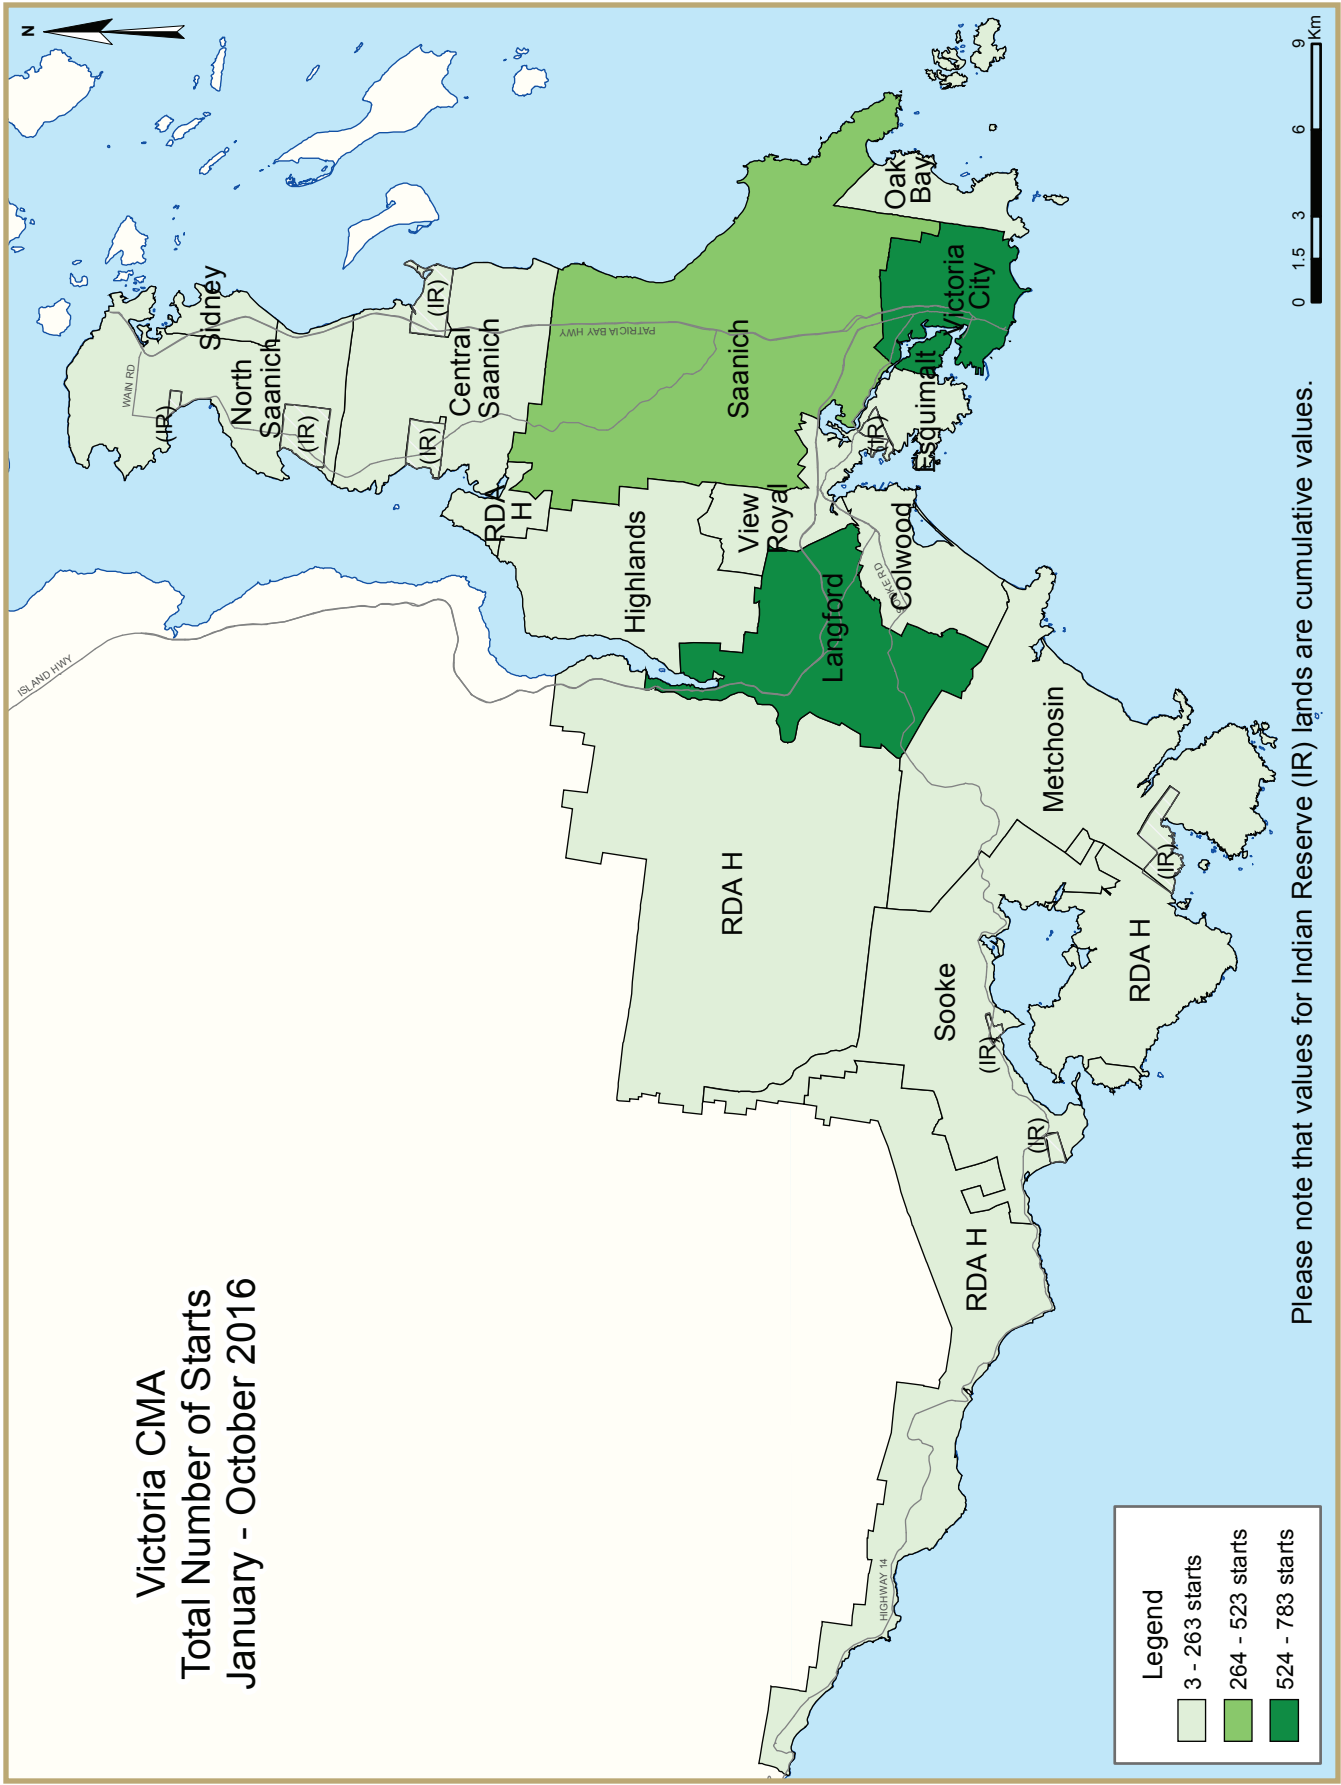 Victoria CMA
Total Number of Starts
January - October 2016
N
ISLAND HWY
WAIN RD
Sidney
(IR)
North
Saanich
(IR)
(IR)
(IR)
Central
Saanich
RDA
H
PATRICIA BAY HWY
Saanich
Highlands
View
Royal
Oak
Bay
Victoria
City
Esquimalt
(IR)
Langford
Colwood
SOOKE RD
RDA H
Metchosin
(IR)
Sooke
(IR)
(IR)
RDA H
RDA H
HIGHWAY 14
Legend
3 - 263 starts
264 - 523 starts
524 - 783 starts
0 1.5 3 6 9
Km
Please note that values for Indian Reserve (IR) lands are cumulative values.